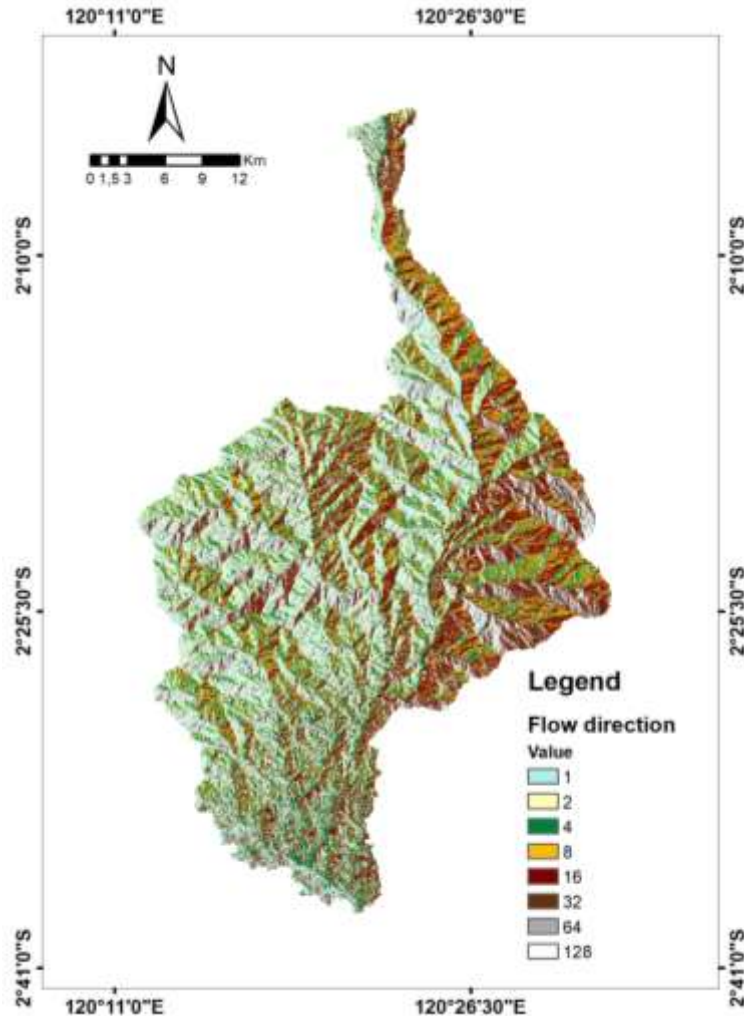 120°11'0"E 120°26'30"E
N
Km
0 1,5 3 6 9 12
2°10'0"S 2°10'0"S
2°25'30"S 2°25'30"S
Legend
Flow direction
Value
1
2
4
8
16
32
64
128
2°41'0"S 2°41'0"S
120°11'0"E 120°26'30"E